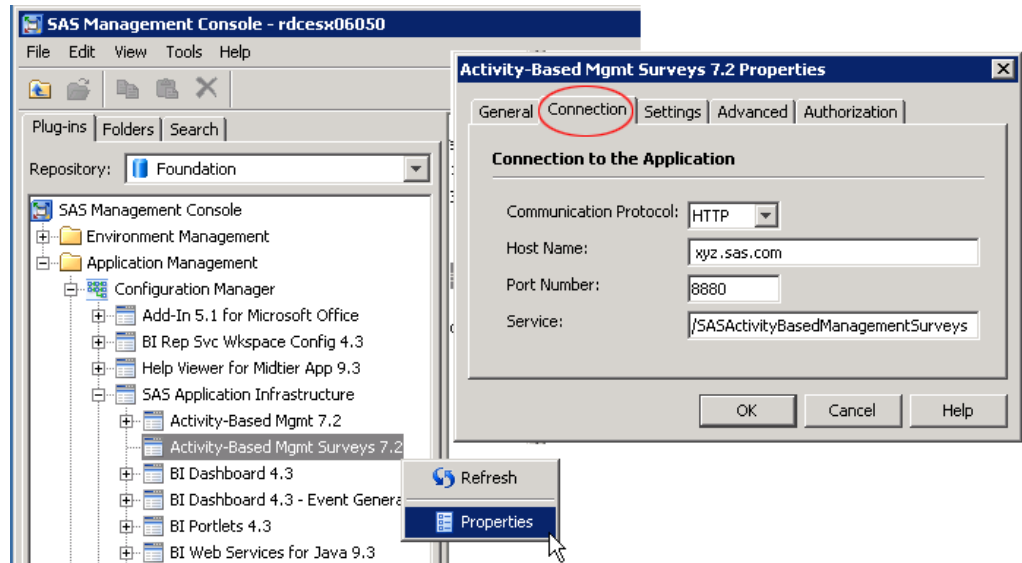 SAS Management Console - rdcesx06050
File Edit View Tools Help
Plug-ins Folders Search
Repository: Foundation
SAS Management Console
Environment Management
Application Management
Configuration Manager
Add-In 5.1 for Microsoft Office
BI Rep Svc Wkspace Config 4.3
Help Viewer for Midtier App 9.3
SAS Application Infrastructure
Activity-Based Mgmt 7.2
Activity-Based Mgmt Surveys 7.2
BI Dashboard 4.3
BI Dashboard 4.3 - Event Genera
BI Portlets 4.3
BI Web Services for Java 9.3
Refresh
Properties
Activity-Based Mgmt Surveys 7.2 Properties
General Connection Settings Advanced Authorization
Connection to the Application
Communication Protocol: HTTP
Host Name: xyz.sas.com
Port Number: 8880
Service: /SASActivityBasedManagementSurveys
OK Cancel Help